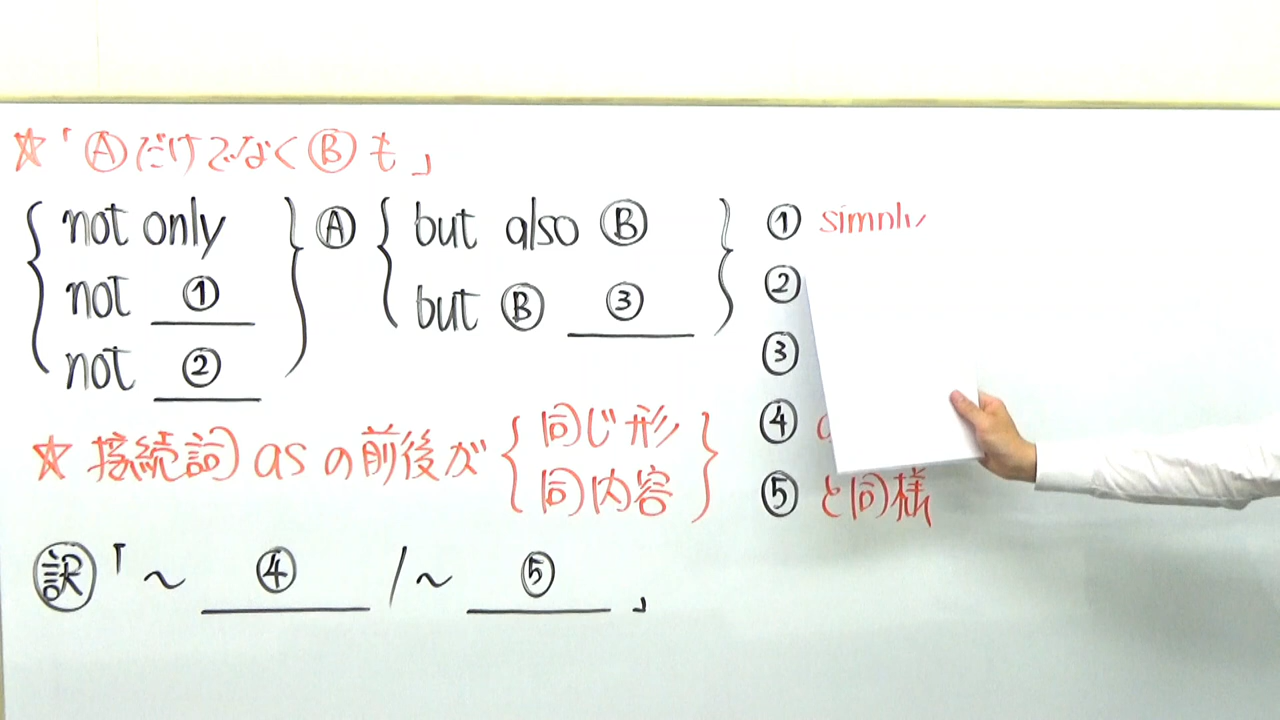 ☆「Ⓐだけでなく Ⓑも」
not only
not ①
not ②
Ⓐ
but also Ⓑ
but Ⓑ ③
☆ 接続詞 as の前後が
同じ形
同内容
訳「～ ④ /～ ⑤ 」
① simply
②
③
④
⑤ と同様